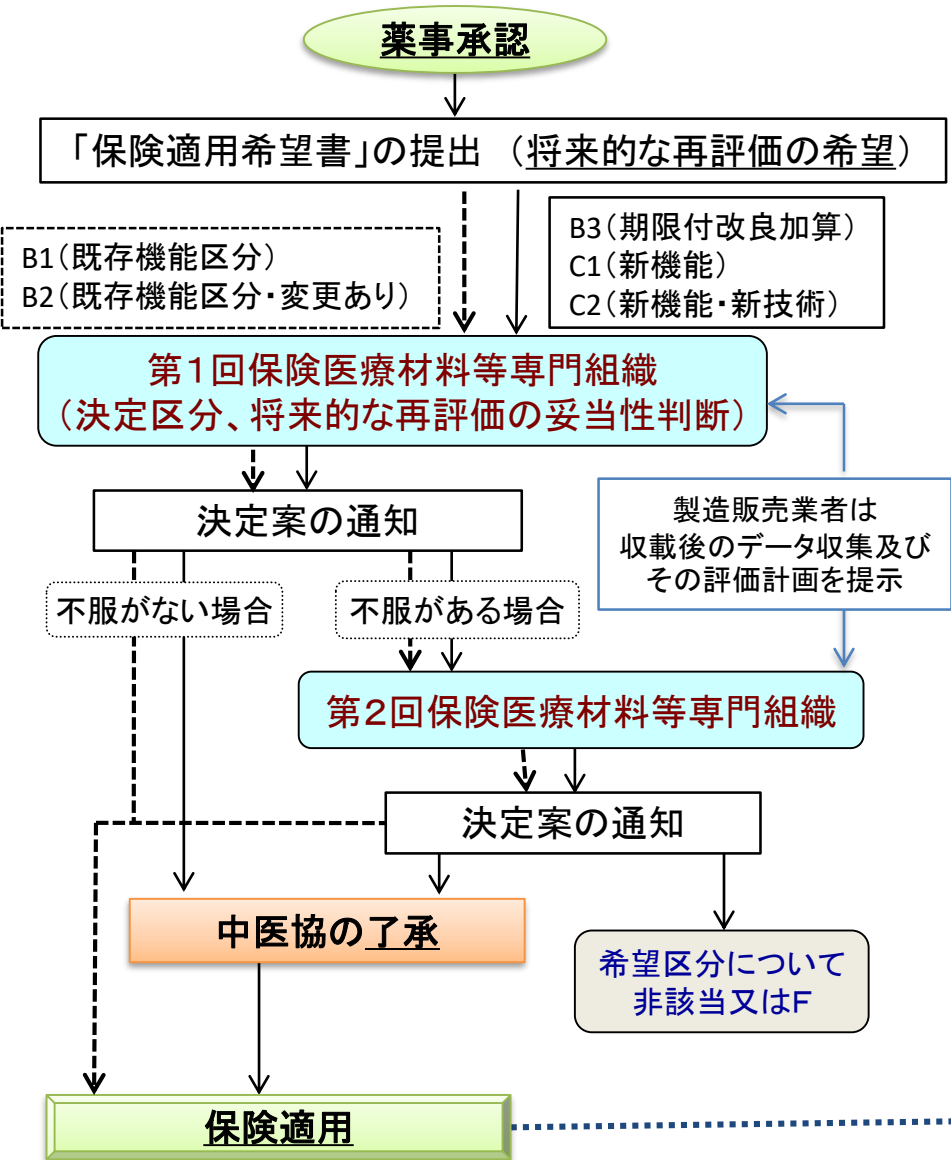 薬事承認
「保険適用希望書」の提出 （将来的な再評価の希望）
B1（既存機能区分）
B2（既存機能区分・変更あり）
B3（期限付改良加算）
C1（新機能）
C2（新機能・新技術）
第１回保険医療材料等専門組織
（決定区分、将来的な再評価の妥当性判断）
決定案の通知
製造販売業者は
収載後のデータ収集及び
その評価計画を提示
不服がない場合
不服がある場合
第２回保険医療材料等専門組織
決定案の通知
中医協の了承
希望区分について
非該当又はF
保険適用